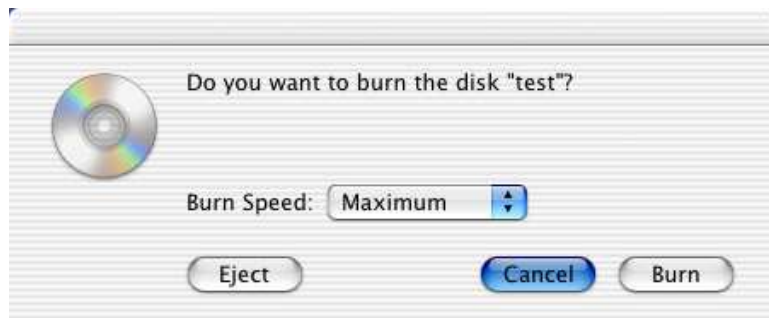 Do you want to burn the disk "test"?
Burn Speed: Maximum
Eject Cancel Burn